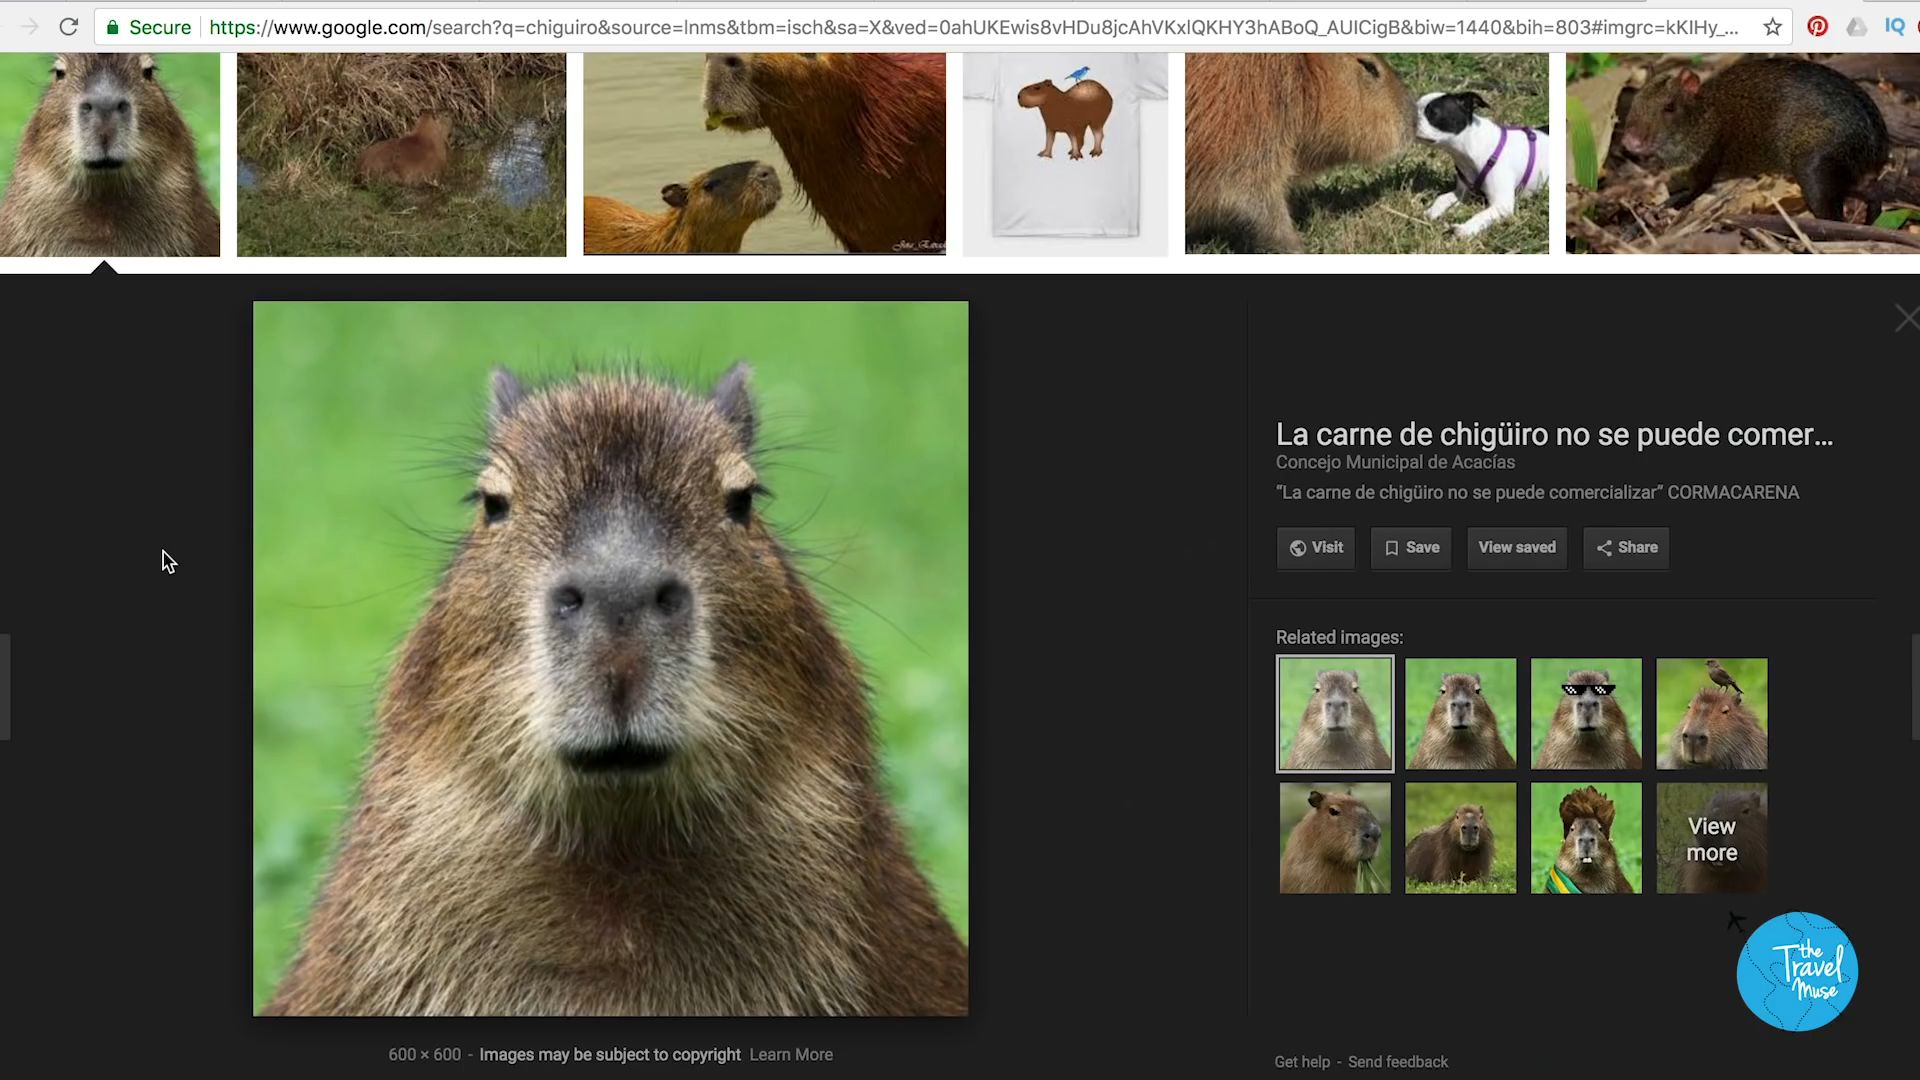 Secure
https://www.google.com/search?q=chiguiro&source=lnms&tbm=isch&sa=X&ved=0ahUKEwis8vHDu8jcAhVKxIQKHY3hABoQ_AUICigB&biw=1440&bih=803#imgrc=kKIHy_...
IQ
La carne de chigüiro no se puede comer...
Concejo Municipal de Acacías
“La carne de chigüiro no se puede comercializar” CORMACARENA
Visit
Save
View saved
Share
Related images:
View
more
the
Travel
Muse
600 × 600 - Images may be subject to copyright Learn More
Get help - Send feedback